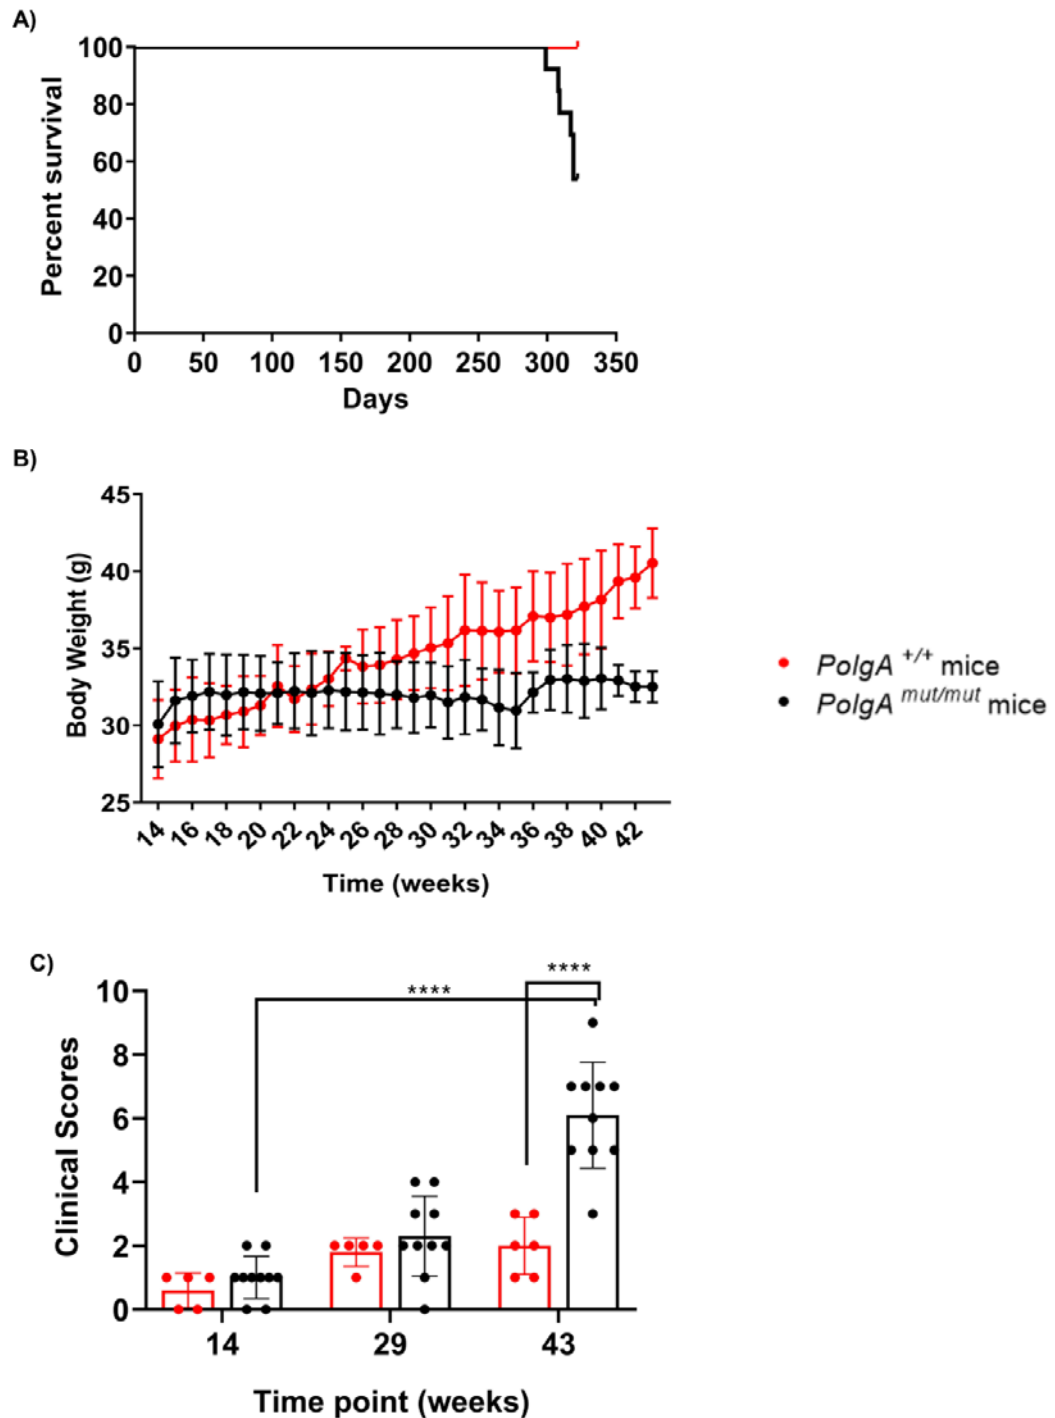 A)
Percent survival
100
80
60
40
20
0
0 50 100 150 200 250 300 350
Days
B)
Body Weight (g)
45
40
35
30
25
14 16 18 20 22 24 26 28 30 32 34 36 38 40 42
Time (weeks)
PolgA +/+ mice
PolgA mut/mut mice
C)
Clinical Scores
**** ****
10
8
6
4
2
0
14 29 43
Time point (weeks)